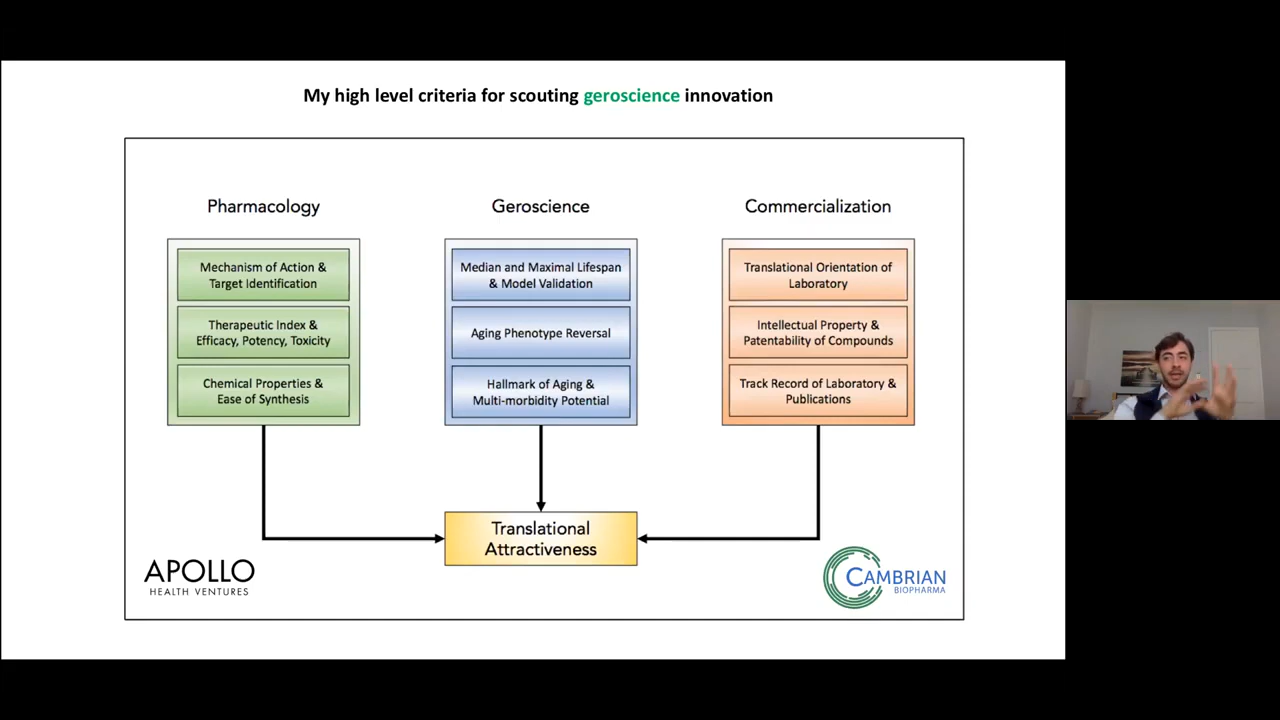 My high level criteria for scouting geroscience innovation
Pharmacology
Mechanism of Action &
Target Identification
Therapeutic Index &
Efficacy, Potency, Toxicity
Chemical Properties &
Ease of Synthesis
Geroscience
Median and Maximal Lifespan
& Model Validation
Aging Phenotype Reversal
Hallmark of Aging &
Multi-morbidity Potential
Commercialization
Translational Orientation of
Laboratory
Intellectual Property &
Patentability of Compounds
Track Record of Laboratory &
Publications
Translational
Attractiveness
APOLLO
HEALTH VENTURES
CAMBRIAN
BIOPHARMA